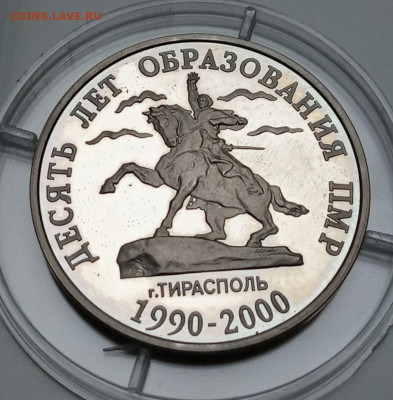 COINS.LAVE.RU
ДЕСЯТЬ ЛЕТ ОБРАЗОВАНИЯ ПМР
г.ТИРАСПОЛЬ
1990-2000